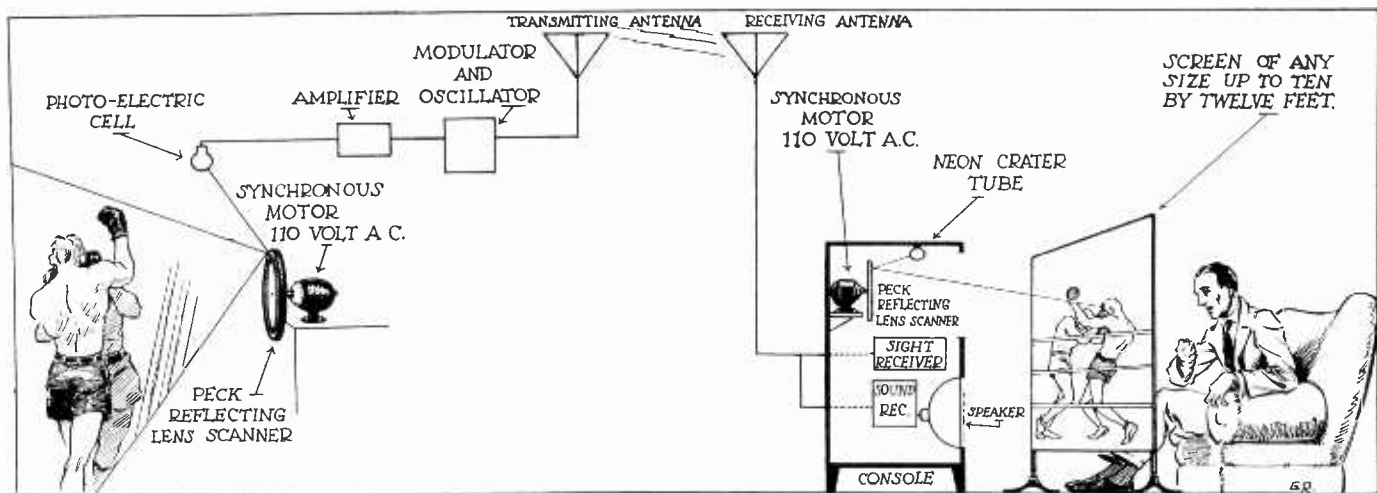 TRANSMITTING ANTENNA
RECEIVING ANTENNA
MODULATOR
AND
OSCILLATOR
AMPLIFIER
PHOTO-ELECTRIC
CELL
SYNCHRONOUS
MOTOR
110 VOLT A C.
PECK
REFLECTING
LENS SCANNER
SYNCHRONOUS
MOTOR
110 VOLT A.C.
NEON CRATER
TUBE
SCREEN OF ANY
SIZE UP TO TEN
BY TWELVE FEET.
PECK
REFLECTING
LENS SCANNER
SIGHT
RECEIVER
SOUND
REC.
SPEAKER
CONSOLE
G.R.